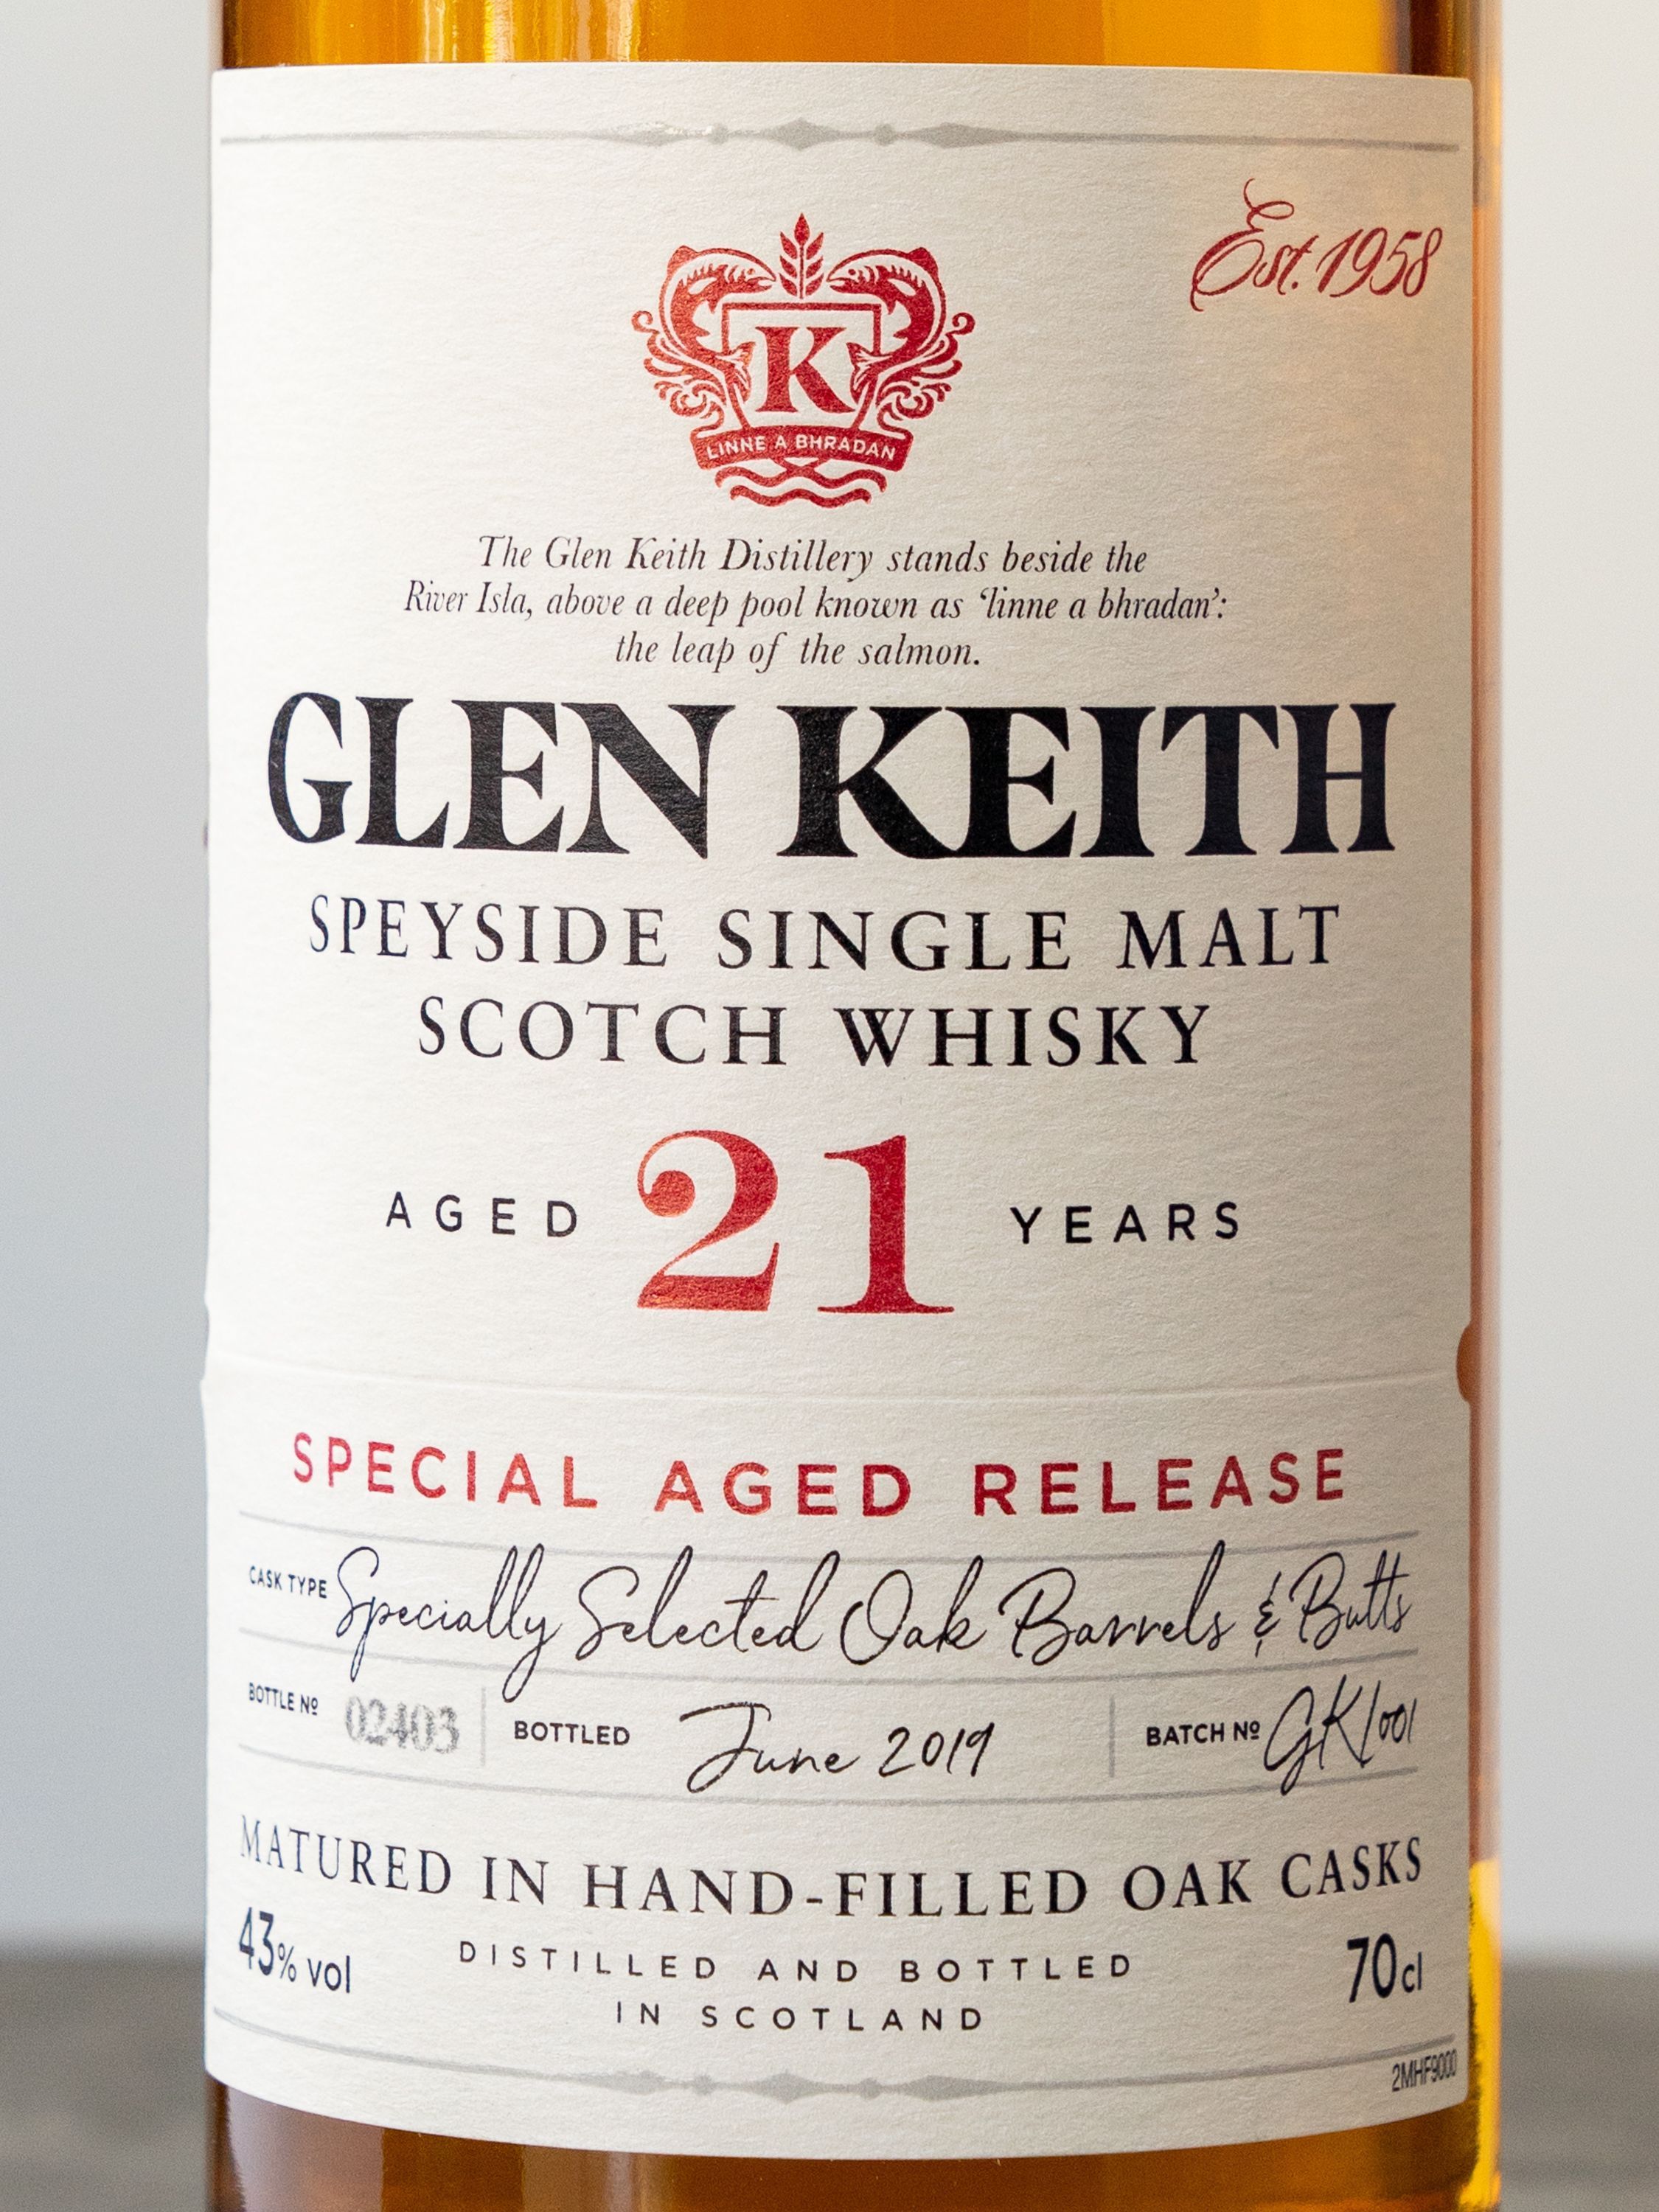 Est. 1958
K
LINNE A BHRADAN
The Glen Keith Distillery stands beside the
River Isla, above a deep pool known as ‘linne a bhradan’:
the leap of the salmon.
GLEN KEITH
SPEYSIDE SINGLE MALT
SCOTCH WHISKY
AGED 21 YEARS
SPECIAL AGED RELEASE
CASK TYPE Specially Selected Oak Barrels & Butts
BOTTLE Nº 02403 BOTTLED June 2019 BATCH Nº GK/001
MATURED IN HAND-FILLED OAK CASKS
43% vol DISTILLED AND BOTTLED 70cl
IN SCOTLAND
2MHF9000